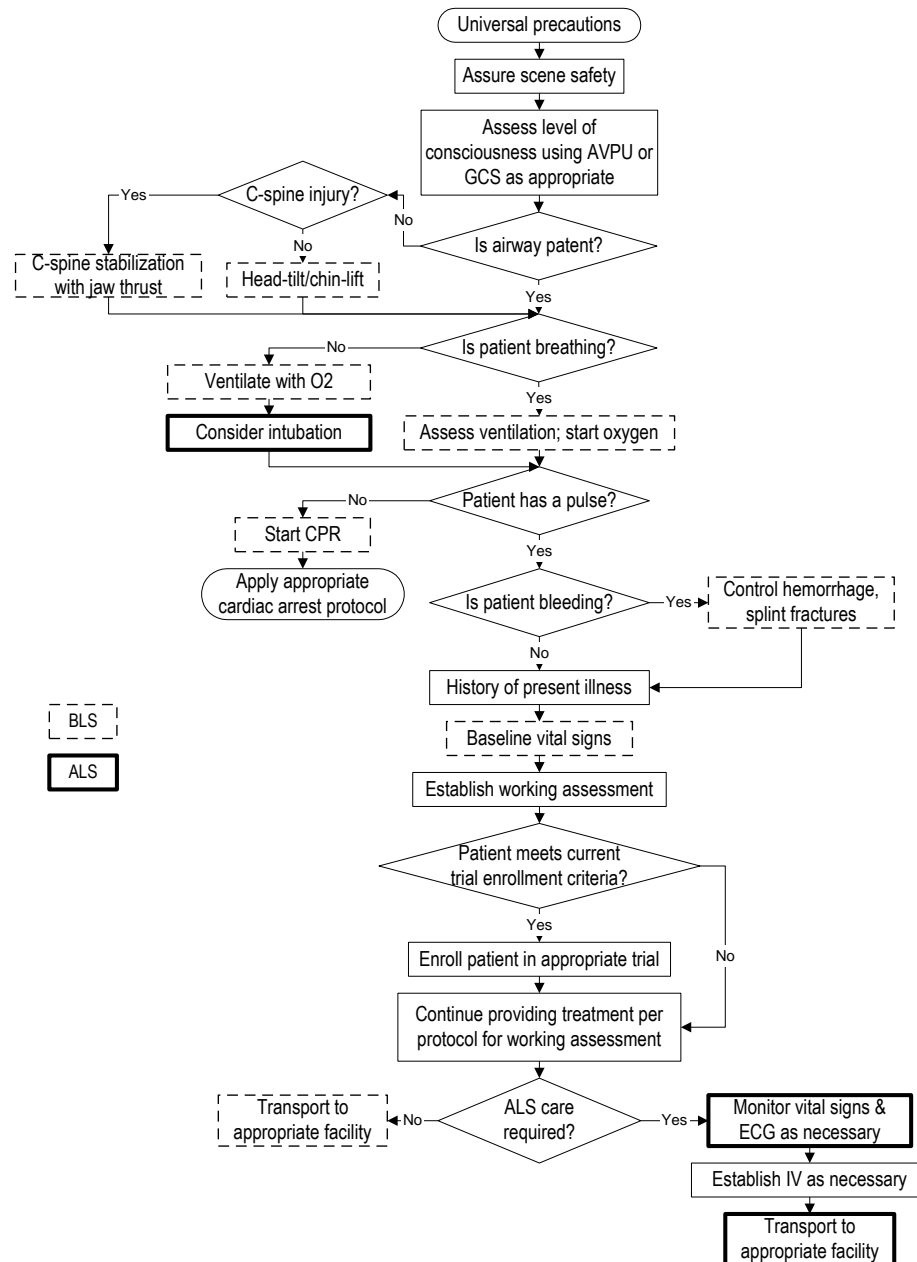 Universal precautions
Assure scene safety
Assess level of
consciousness using AVPU or
GCS as appropriate
C-spine injury?
Yes
No
No
Is airway patent?
C-spine stabilization
with jaw thrust
Head-tilt/chin-lift
Yes
No
Is patient breathing?
Ventilate with O2
Yes
Consider intubation
Assess ventilation; start oxygen
Patient has a pulse?
No
Start CPR
Yes
Apply appropriate
cardiac arrest protocol
Is patient bleeding?
Yes
Control hemorrhage,
splint fractures
No
History of present illness
BLS
Baseline vital signs
ALS
Establish working assessment
Patient meets current
trial enrollment criteria?
Yes
Enroll patient in appropriate trial
No
Continue providing treatment per
protocol for working assessment
Transport to
appropriate facility
No
ALS care
required?
Yes
Monitor vital signs &
ECG as necessary
Establish IV as necessary
Transport to
appropriate facility